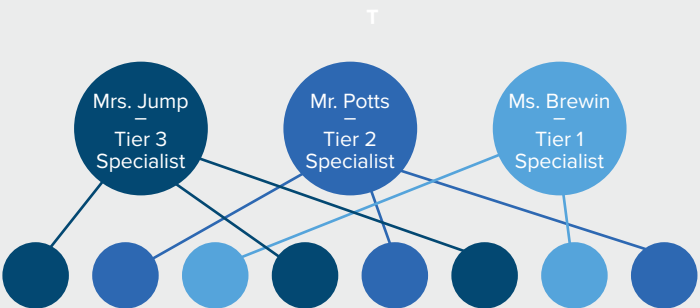 T
Mrs. Jump
–
Tier 3
Specialist
Mr. Potts
–
Tier 2
Specialist
Ms. Brewin
–
Tier 1
Specialist